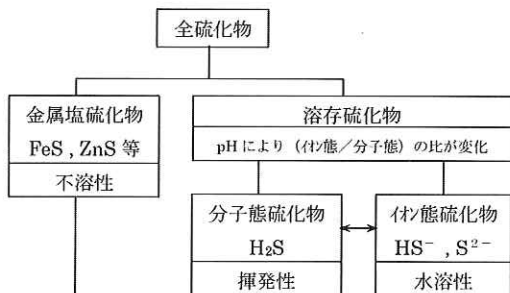 全硫化物
金属塩硫化物
FeS , ZnS 等
不溶性
溶存硫化物
pH により (ｲｵﾝ態／分子態) の比が変化
分子態硫化物
H₂S
揮発性
ｲｵﾝ態硫化物
HS⁻ , S²⁻
水溶性